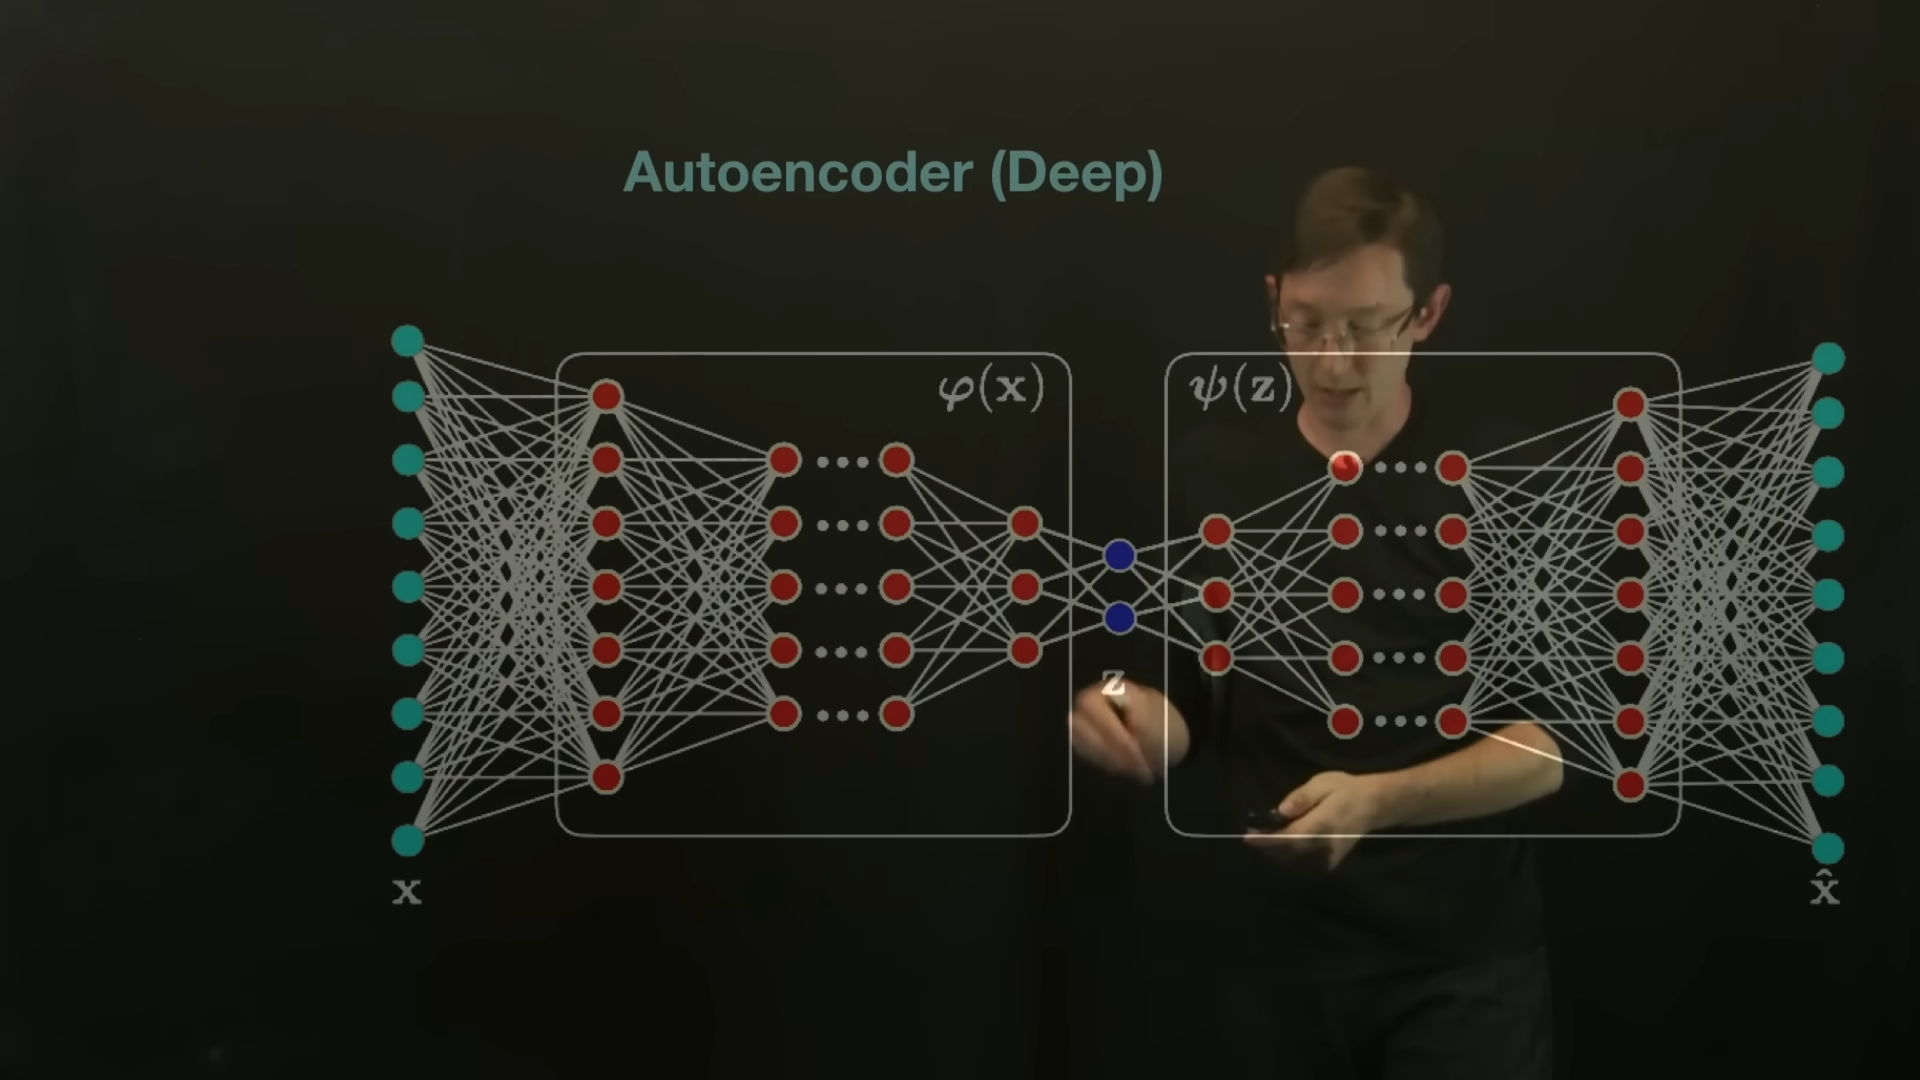 Autoencoder (Deep)
φ(x)
ψ(z)
z
x
x̂